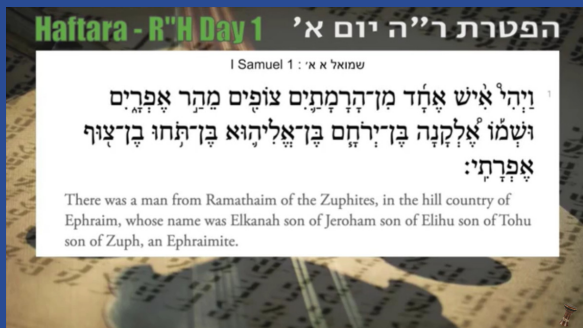 Haftara - R"H Day 1 הפטרת ר"ה יום א'
I Samuel 1 : שמואל א א׳
1 וַיְהִי֩ אִ֨ישׁ אֶחָ֜ד מִן־הָרָמָתַ֛יִם צוֹפִ֖ים מֵהַ֣ר אֶפְרָ֑יִם
וּשְׁמ֡וֹ אֶ֠לְקָנָה בֶּן־יְרֹחָ֧ם בֶּן־אֱלִיה֛וּא בֶּן־תֹּ֥חוּ בֶן־צ֖וּף
אֶפְרָתִֽי׃
There was a man from Ramathaim of the Zuphites, in the hill country of
Ephraim, whose name was Elkanah son of Jeroham son of Elihu son of Tohu
son of Zuph, an Ephraimite.